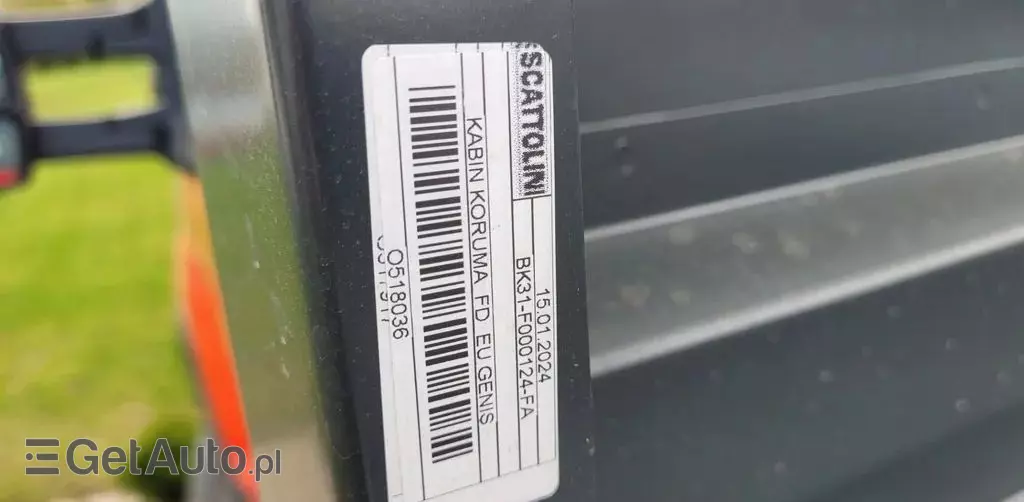 SCATTOLINI
15.01.2024
BK31-F000124-FA
KABIN KORUMA FD EU GENIS
O518036
GetAuto.pl